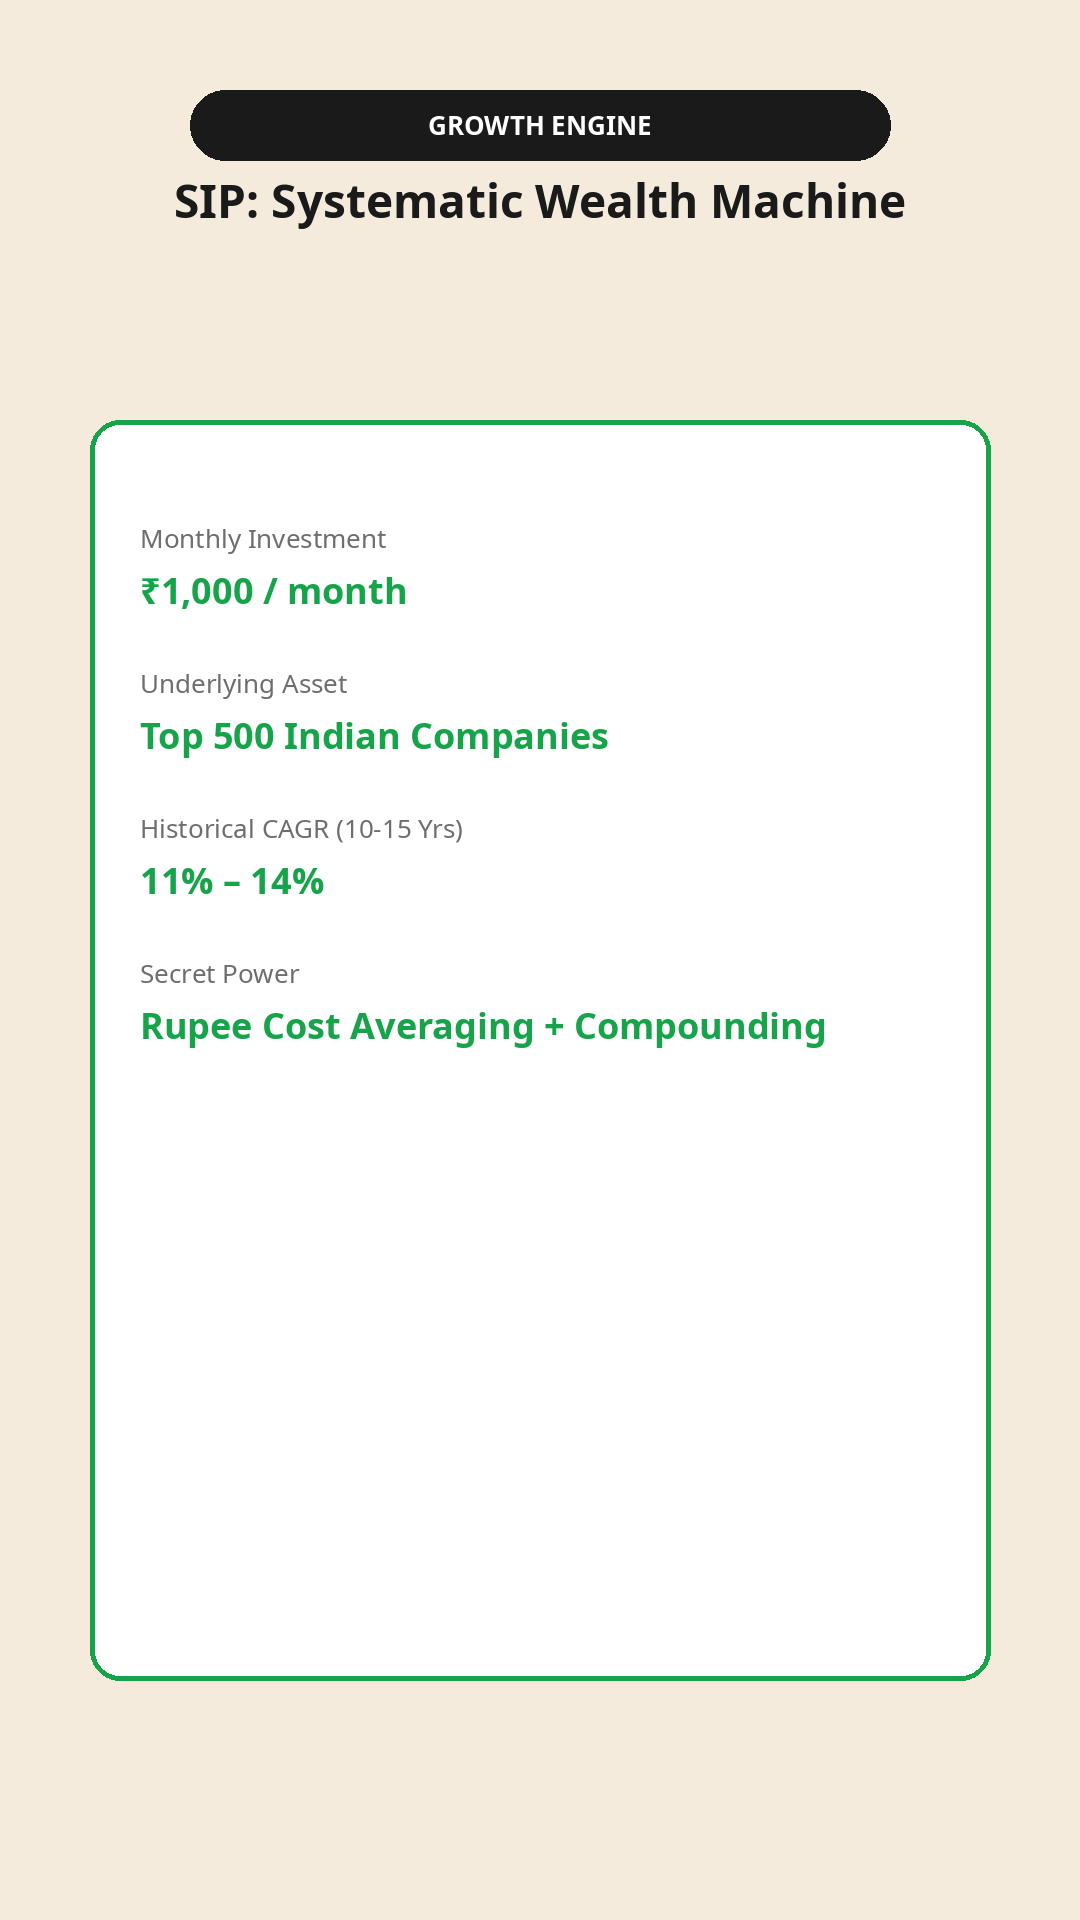 GROWTH ENGINE
SIP: Systematic Wealth Machine
Monthly Investment
₹1,000 / month
Underlying Asset
Top 500 Indian Companies
Historical CAGR (10-15 Yrs)
11% – 14%
Secret Power
Rupee Cost Averaging + Compounding